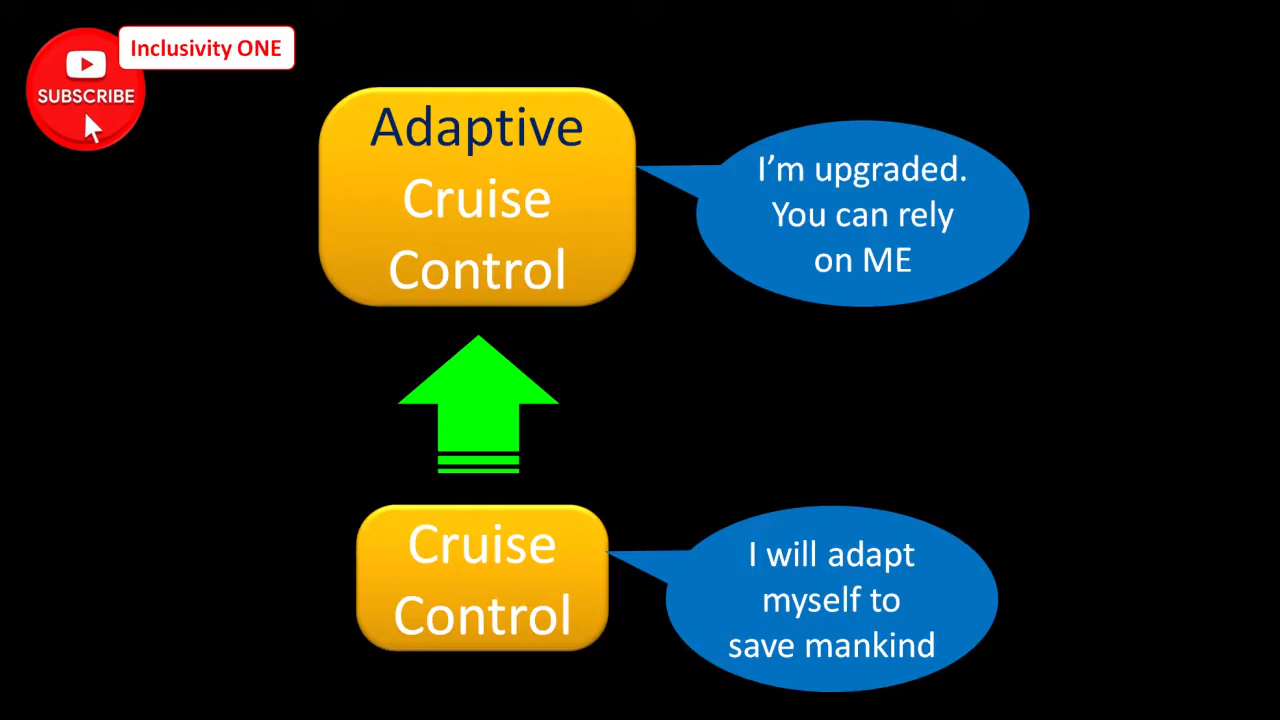 Inclusivity ONE
SUBSCRIBE
Adaptive
Cruise
Control
I’m upgraded.
You can rely
on ME
Cruise
Control
I will adapt
myself to
save mankind